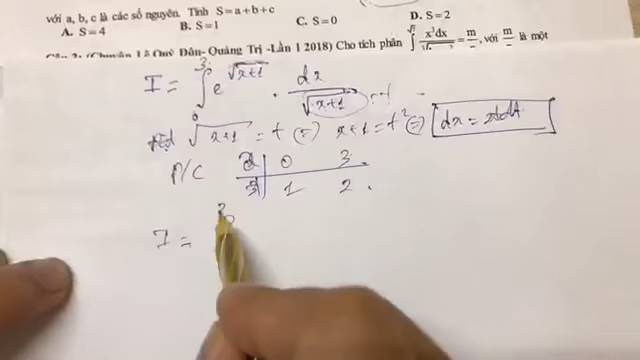 với a, b, c là các số nguyên. Tính S=a+b+c
A. S=4 B. S=1 C. S=0 D. S=2
Câu 2: (Chuyên Lê Quý Đôn- Quảng Trị -Lần 1 2018) Cho tích phân = m, với m là một
I = ∫₀³ e^√(x+1) . dx/√(x+1)
√(x+1) = t (=) x+1 = t² (=) dx = 2tdt
Đ/C 0 3
1 2
I =